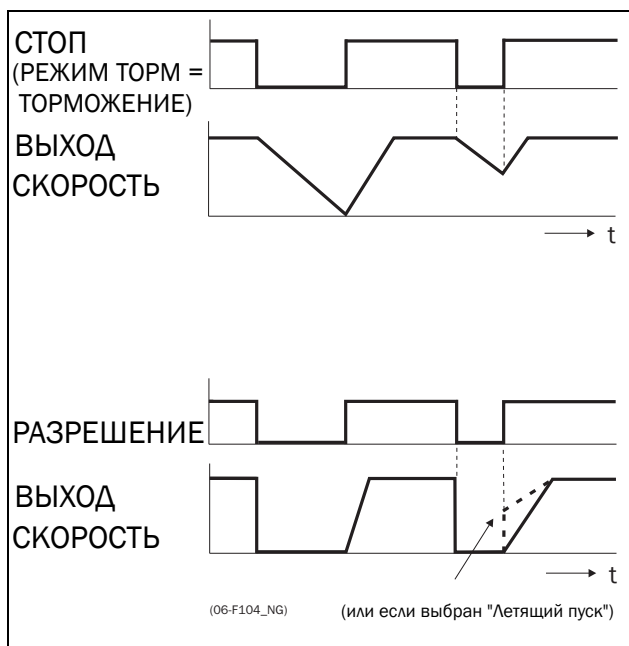 СТОП
(РЕЖИМ ТОРМ =
ТОРМОЖЕНИЕ)
ВЫХОД
СКОРОСТЬ
t
РАЗРЕШЕНИЕ
ВЫХОД
СКОРОСТЬ
t
(06-F104_NG)
(или если выбран "Летящий пуск")